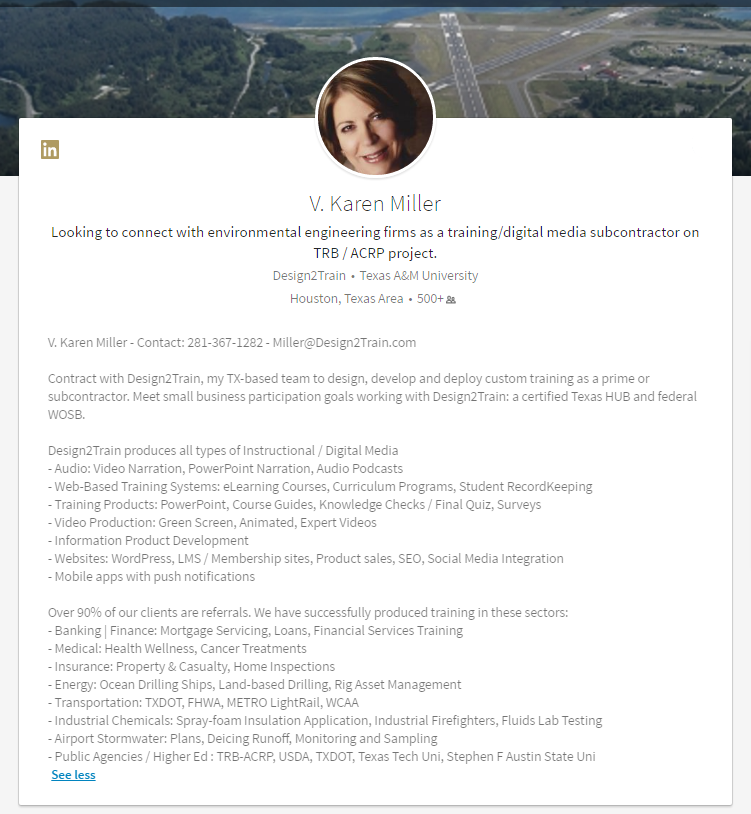 in
V. Karen Miller
Looking to connect with environmental engineering firms as a training/digital media subcontractor on
TRB / ACRP project.
Design2Train • Texas A&M University
Houston, Texas Area • 500+
V. Karen Miller - Contact: 281-367-1282 - Miller@Design2Train.com
Contract with Design2Train, my TX-based team to design, develop and deploy custom training as a prime or
subcontractor. Meet small business participation goals working with Design2Train: a certified Texas HUB and federal
WOSB.
Design2Train produces all types of Instructional / Digital Media
- Audio: Video Narration, PowerPoint Narration, Audio Podcasts
- Web-Based Training Systems: eLearning Courses, Curriculum Programs, Student RecordKeeping
- Training Products: PowerPoint, Course Guides, Knowledge Checks / Final Quiz, Surveys
- Video Production: Green Screen, Animated, Expert Videos
- Information Product Development
- Websites: WordPress, LMS / Membership sites, Product sales, SEO, Social Media Integration
- Mobile apps with push notifications
Over 90% of our clients are referrals. We have successfully produced training in these sectors:
- Banking | Finance: Mortgage Servicing, Loans, Financial Services Training
- Medical: Health Wellness, Cancer Treatments
- Insurance: Property & Casualty, Home Inspections
- Energy: Ocean Drilling Ships, Land-based Drilling, Rig Asset Management
- Transportation: TXDOT, FHWA, METRO LightRail, WCAA
- Industrial Chemicals: Spray-foam Insulation Application, Industrial Firefighters, Fluids Lab Testing
- Airport Stormwater: Plans, Deicing Runoff, Monitoring and Sampling
- Public Agencies / Higher Ed : TRB-ACRP, USDA, TXDOT, Texas Tech Uni, Stephen F Austin State Uni
See less